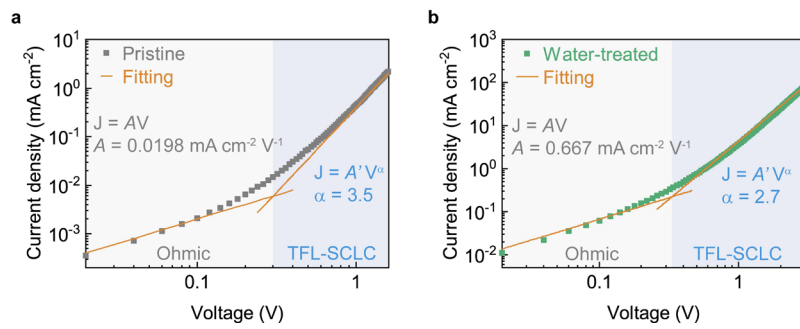 a
Current density (mA cm⁻²)
10¹
10⁰
10⁻¹
10⁻²
10⁻³
Pristine
Fitting
J = AV
A = 0.0198 mA cm⁻² V⁻¹
J = A’ V^α
α = 3.5
Ohmic
TFL-SCLC
0.1
1
Voltage (V)
b
Current density (mA cm⁻²)
10³
10²
10¹
10⁰
10⁻¹
10⁻²
Water-treated
Fitting
J = AV
A = 0.667 mA cm⁻² V⁻¹
J = A’ V^α
α = 2.7
Ohmic
TFL-SCLC
0.1
1
Voltage (V)